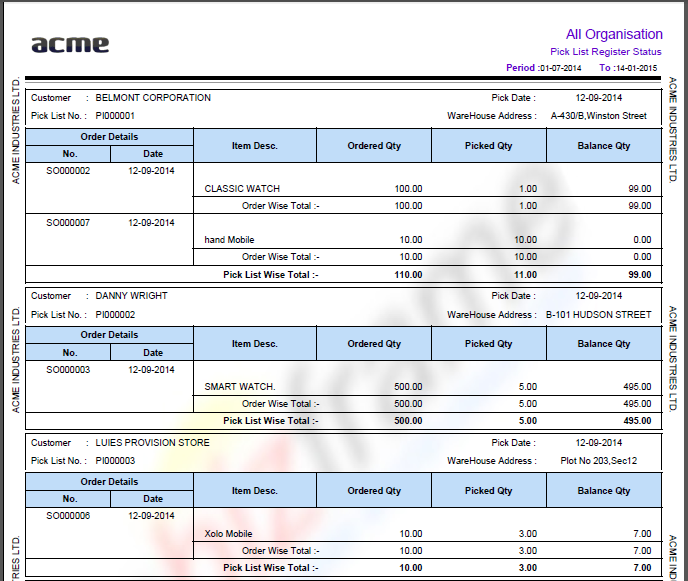 acme
All Organisation
Pick List Register Status
Period :01-07-2014 To :14-01-2015
ACME INDUSTRIES LTD.
ACME INDUSTRIES LTD.
Customer : BELMONT CORPORATION Pick Date : 12-09-2014
Pick List No. : PI000001 WareHouse Address : A-430/B,Winston Street
Order Details Item Desc. Ordered Qty Picked Qty Balance Qty
No. Date
SO000002 12-09-2014
CLASSIC WATCH 100.00 1.00 99.00
Order Wise Total :- 100.00 1.00 99.00
SO000007 12-09-2014
hand Mobile 10.00 10.00 0.00
Order Wise Total :- 10.00 10.00 0.00
Pick List Wise Total :- 110.00 11.00 99.00
ACME INDUSTRIES LTD.
ACME INDUSTRIES LTD.
Customer : DANNY WRIGHT Pick Date : 12-09-2014
Pick List No. : PI000002 WareHouse Address : B-101 HUDSON STREET
Order Details Item Desc. Ordered Qty Picked Qty Balance Qty
No. Date
SO000003 12-09-2014
SMART WATCH. 500.00 5.00 495.00
Order Wise Total :- 500.00 5.00 495.00
Pick List Wise Total :- 500.00 5.00 495.00
Customer : LUIES PROVISION STORE Pick Date : 12-09-2014
Pick List No. : PI000003 WareHouse Address : Plot No 203,Sec12
Order Details Item Desc. Ordered Qty Picked Qty Balance Qty
No. Date
SO000006 12-09-2014
Xolo Mobile 10.00 3.00 7.00
Order Wise Total :- 10.00 3.00 7.00
Pick List Wise Total :- 10.00 3.00 7.00
RIES LTD.
ACME IND